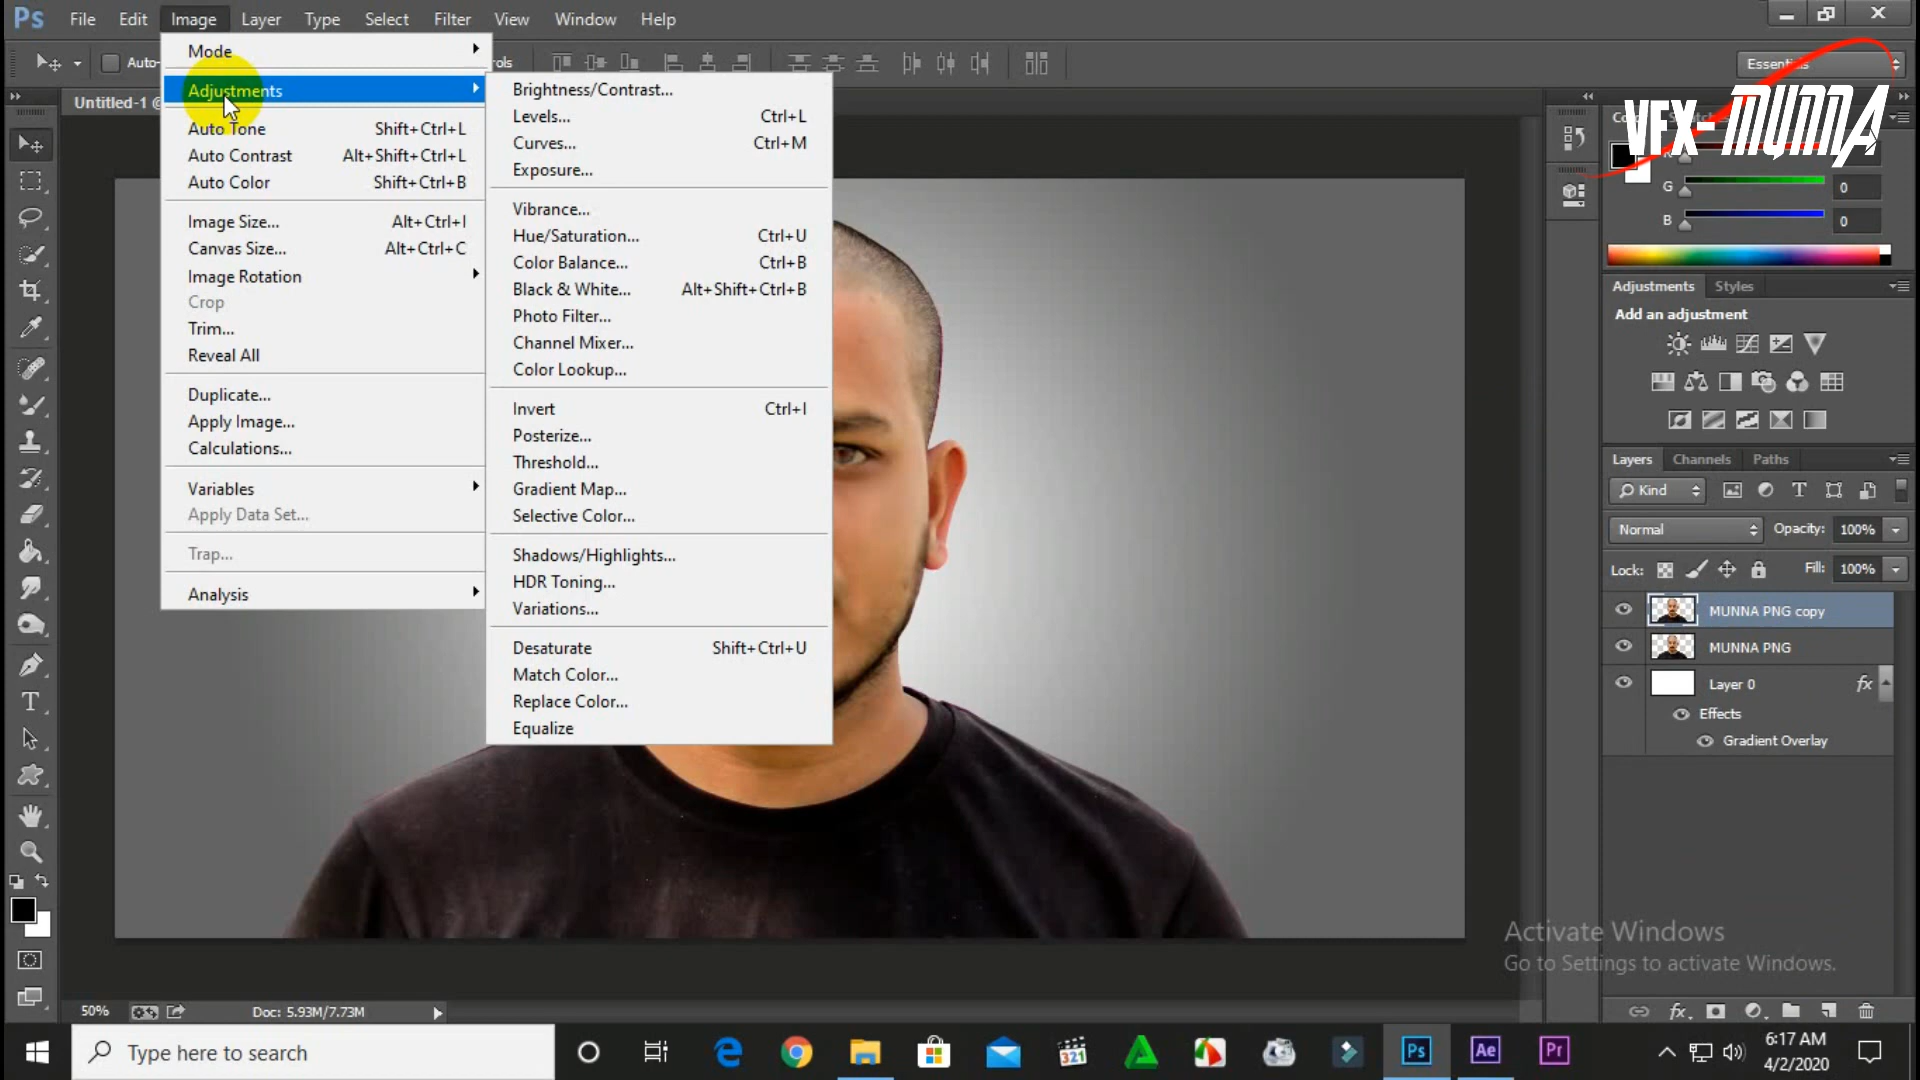 Ps File Edit Image Layer Type Select Filter View Window Help
Auto-
Essentials
Untitled-1 @
Mode
Adjustments
Auto Tone Shift+Ctrl+L
Auto Contrast Alt+Shift+Ctrl+L
Auto Color Shift+Ctrl+B
Image Size... Alt+Ctrl+I
Canvas Size... Alt+Ctrl+C
Image Rotation
Crop
Trim...
Reveal All
Duplicate...
Apply Image...
Calculations...
Variables
Apply Data Set...
Trap...
Analysis
Brightness/Contrast...
Levels... Ctrl+L
Curves... Ctrl+M
Exposure...
Vibrance...
Hue/Saturation... Ctrl+U
Color Balance... Ctrl+B
Black & White... Alt+Shift+Ctrl+B
Photo Filter...
Channel Mixer...
Color Lookup...
Invert Ctrl+I
Posterize...
Threshold...
Gradient Map...
Selective Color...
Shadows/Highlights...
HDR Toning...
Variations...
Desaturate Shift+Ctrl+U
Match Color...
Replace Color...
Equalize
VFX-MUNNA
G 0
B 0
Adjustments Styles
Add an adjustment
Layers Channels Paths
Kind
Normal Opacity: 100%
Lock: Fill: 100%
MUNNA PNG copy
MUNNA PNG
Layer 0 fx
Effects
Gradient Overlay
Activate Windows
Go to Settings to activate Windows.
50% Doc: 5.93M/7.73M
Type here to search
321
Ps Ae Pr
6:17 AM
4/2/2020